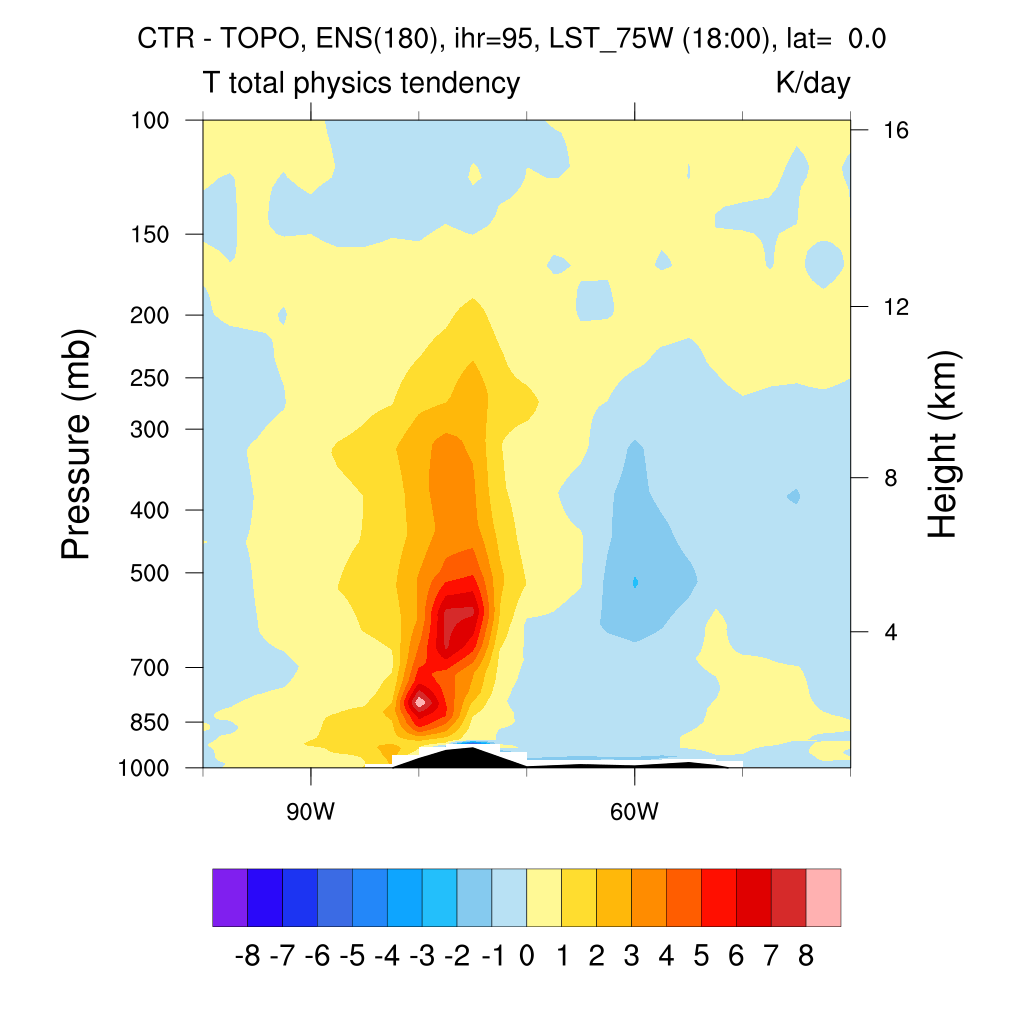 CTR - TOPO, ENS(180), ihr=95, LST_75W (18:00), lat=  0.0
T total physics tendency K/day
100
150
200
250
300
400
500
700
850
1000
Pressure (mb)
16
12
8
4
Height (km)
90W 60W
-8 -7 -6 -5 -4 -3 -2 -1 0 1 2 3 4 5 6 7 8